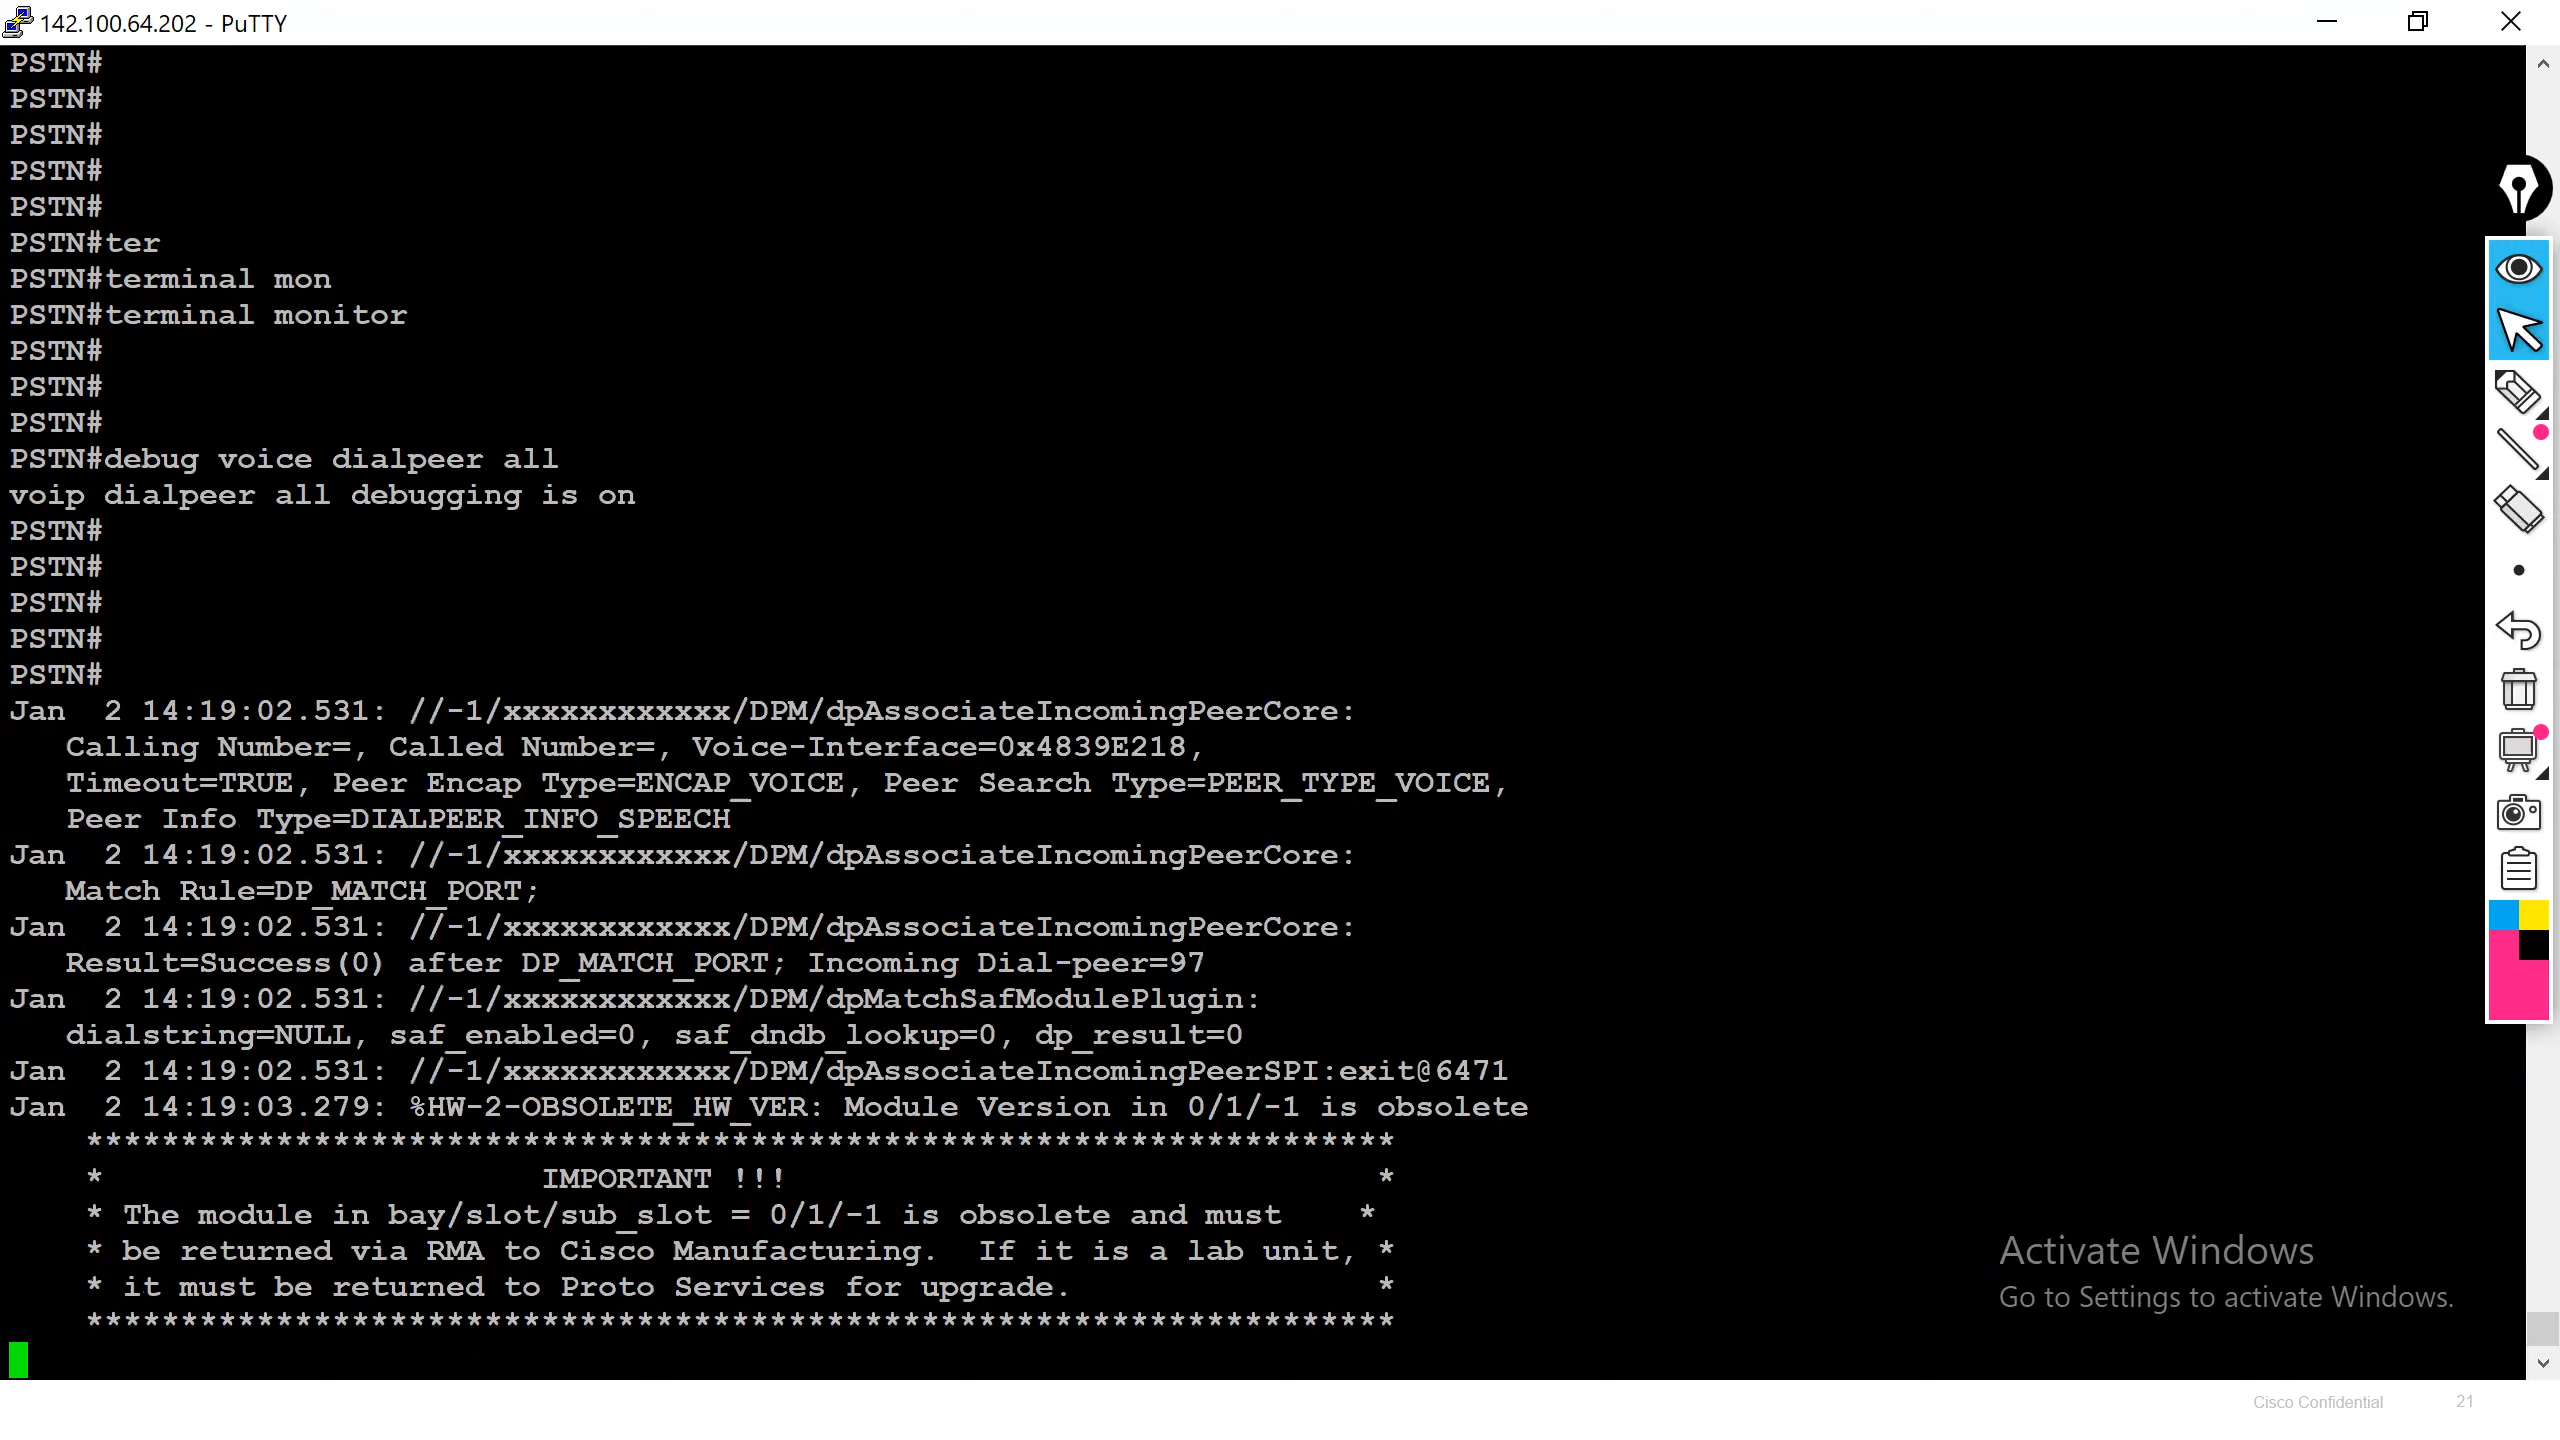 142.100.64.202 - PuTTY
PSTN#
PSTN#
PSTN#
PSTN#
PSTN#
PSTN#ter
PSTN#terminal mon
PSTN#terminal monitor
PSTN#
PSTN#
PSTN#
PSTN#debug voice dialpeer all
voip dialpeer all debugging is on
PSTN#
PSTN#
PSTN#
PSTN#
PSTN#
Jan  2 14:19:02.531: //-1/xxxxxxxxxxxx/DPM/dpAssociateIncomingPeerCore:
   Calling Number=, Called Number=, Voice-Interface=0x4839E218,
   Timeout=TRUE, Peer Encap Type=ENCAP_VOICE, Peer Search Type=PEER_TYPE_VOICE,
   Peer Info Type=DIALPEER_INFO_SPEECH
Jan  2 14:19:02.531: //-1/xxxxxxxxxxxx/DPM/dpAssociateIncomingPeerCore:
   Match Rule=DP_MATCH_PORT;
Jan  2 14:19:02.531: //-1/xxxxxxxxxxxx/DPM/dpAssociateIncomingPeerCore:
   Result=Success(0) after DP_MATCH_PORT; Incoming Dial-peer=97
Jan  2 14:19:02.531: //-1/xxxxxxxxxxxx/DPM/dpMatchSafModulePlugin:
   dialstring=NULL, saf_enabled=0, saf_dndb_lookup=0, dp_result=0
Jan  2 14:19:02.531: //-1/xxxxxxxxxxxx/DPM/dpAssociateIncomingPeerSPI:exit@6471
Jan  2 14:19:03.279: %HW-2-OBSOLETE_HW_VER: Module Version in 0/1/-1 is obsolete
    *********************************************************************
    *                       IMPORTANT !!!                               *
    * The module in bay/slot/sub_slot = 0/1/-1 is obsolete and must    *
    * be returned via RMA to Cisco Manufacturing.  If it is a lab unit, *
    * it must be returned to Proto Services for upgrade.                *
    *********************************************************************
Activate Windows
Go to Settings to activate Windows.
Cisco Confidential 21